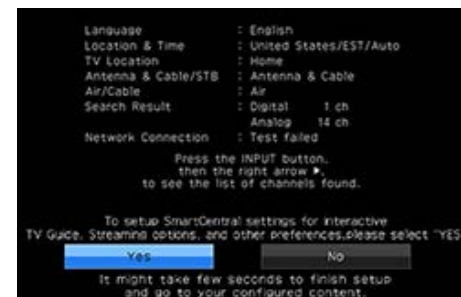 Language : English
Location & Time : United States/EST/Auto
TV Location : Home
Antenna & Cable/STB : Antenna & Cable
Air/Cable : Air
Search Result : Digital 1 ch
Analog 14 ch
Network Connection : Test failed
Press the INPUT button,
then the right arrow ▶,
to see the list of channels found.
To setup SmartCentral settings for interactive
TV Guide, Streaming options, and other preferences,please select "YES
Yes No
It might take few seconds to finish setup
and go to your configured content.